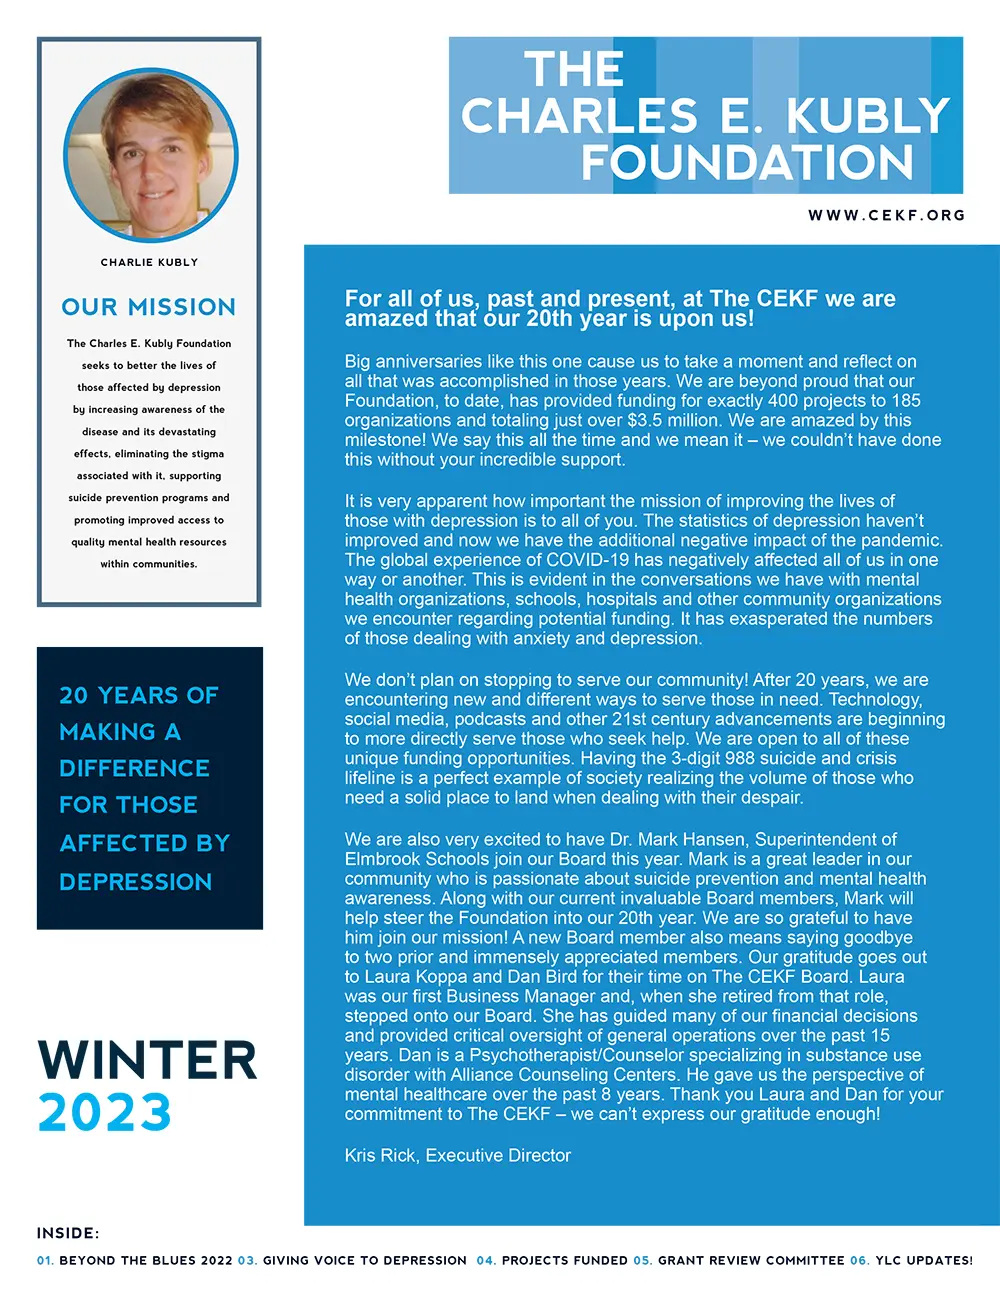 THE
CHARLES E. KUBLY
FOUNDATION
WWW.CEKF.ORG
CHARLIE KUBLY
OUR MISSION
The Charles E. Kubly Foundation
seeks to better the lives of
those affected by depression
by increasing awareness of the
disease and its devastating
effects, eliminating the stigma
associated with it, supporting
suicide prevention programs and
promoting improved access to
quality mental health resources
within communities.
20 YEARS OF
MAKING A
DIFFERENCE
FOR THOSE
AFFECTED BY
DEPRESSION
WINTER
2023
For all of us, past and present, at The CEKF we are
amazed that our 20th year is upon us!
Big anniversaries like this one cause us to take a moment and reflect on
all that was accomplished in those years. We are beyond proud that our
Foundation, to date, has provided funding for exactly 400 projects to 185
organizations and totaling just over $3.5 million. We are amazed by this
milestone! We say this all the time and we mean it – we couldn't have done
this without your incredible support.
It is very apparent how important the mission of improving the lives of
those with depression is to all of you. The statistics of depression haven't
improved and now we have the additional negative impact of the pandemic.
The global experience of COVID-19 has negatively affected all of us in one
way or another. This is evident in the conversations we have with mental
health organizations, schools, hospitals and other community organizations
we encounter regarding potential funding. It has exasperated the numbers
of those dealing with anxiety and depression.
We don't plan on stopping to serve our community! After 20 years, we are
encountering new and different ways to serve those in need. Technology,
social media, podcasts and other 21st century advancements are beginning
to more directly serve those who seek help. We are open to all of these
unique funding opportunities. Having the 3-digit 988 suicide and crisis
lifeline is a perfect example of society realizing the volume of those who
need a solid place to land when dealing with their despair.
We are also very excited to have Dr. Mark Hansen, Superintendent of
Elmbrook Schools join our Board this year. Mark is a great leader in our
community who is passionate about suicide prevention and mental health
awareness. Along with our current invaluable Board members, Mark will
help steer the Foundation into our 20th year. We are so grateful to have
him join our mission! A new Board member also means saying goodbye
to two prior and immensely appreciated members. Our gratitude goes out
to Laura Koppa and Dan Bird for their time on The CEKF Board. Laura
was our first Business Manager and, when she retired from that role,
stepped onto our Board. She has guided many of our financial decisions
and provided critical oversight of general operations over the past 15
years. Dan is a Psychotherapist/Counselor specializing in substance use
disorder with Alliance Counseling Centers. He gave us the perspective of
mental healthcare over the past 8 years. Thank you Laura and Dan for your
commitment to The CEKF – we can't express our gratitude enough!
Kris Rick, Executive Director
INSIDE:
01. BEYOND THE BLUES 2022 03. GIVING VOICE TO DEPRESSION 04. PROJECTS FUNDED 05. GRANT REVIEW COMMITTEE 06. YLC UPDATES!